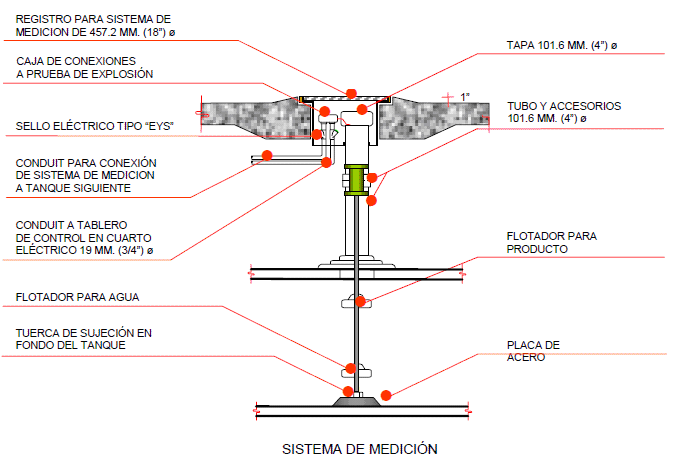 REGISTRO PARA SISTEMA DE
MEDICION DE 457.2 MM. (18") ø
CAJA DE CONEXIONES
A PRUEBA DE EXPLOSIÓN
SELLO ELÉCTRICO TIPO "EYS"
CONDUIT PARA CONEXIÓN
DE SISTEMA DE MEDICION
A TANQUE SIGUIENTE
CONDUIT A TABLERO
DE CONTROL EN CUARTO
ELÉCTRICO 19 MM. (3/4") ø
FLOTADOR PARA AGUA
TUERCA DE SUJECIÓN EN
FONDO DEL TANQUE
TAPA 101.6 MM. (4") ø
1"
TUBO Y ACCESORIOS
101.6 MM. (4") ø
FLOTADOR PARA
PRODUCTO
PLACA DE
ACERO
SISTEMA DE MEDICIÓN